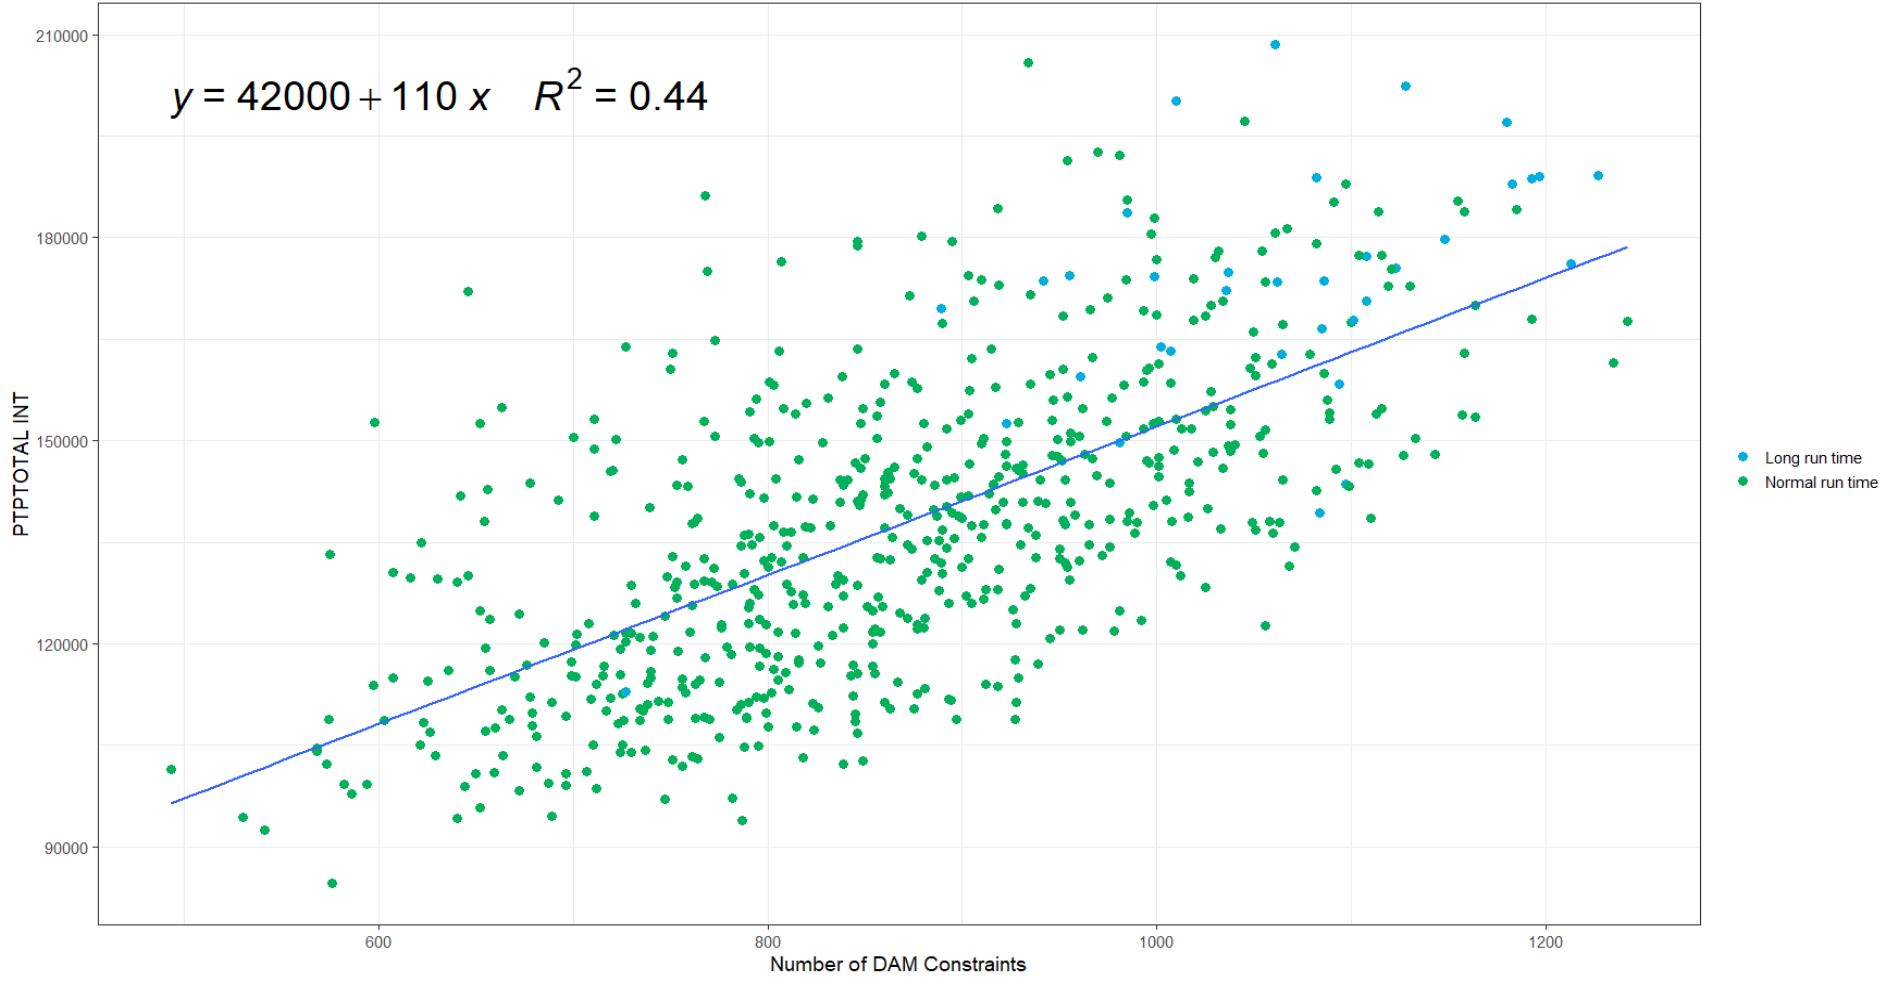 y = 42000 + 110 x R² = 0.44
210000
180000
150000
120000
90000
PTPTOTAL INT
600 800 1000 1200
Number of DAM Constraints
Long run time
Normal run time